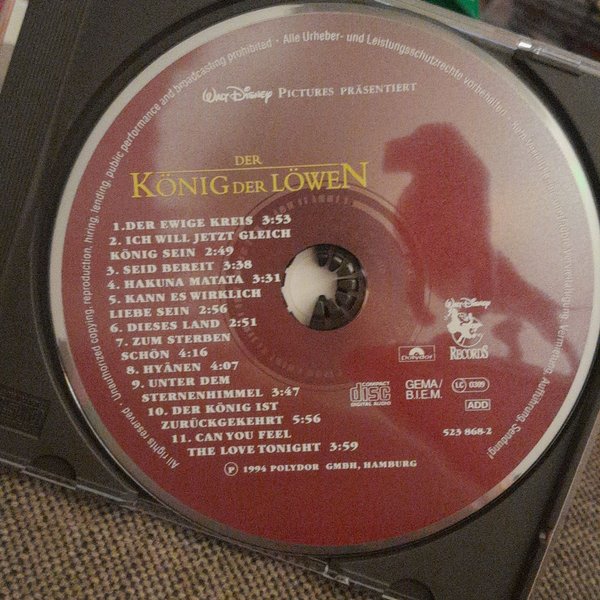 All rights reserved · Unauthorized copying, reproduction, hiring, lending, public performance and broadcasting prohibited · Alle Urheber- und Leistungsschutzrechte vorbehalten · Vermietung, Aufführung, Sendung!
WALT DISNEY PICTURES PRÄSENTIERT
DER
KÖNIG DER LÖWEN
1.DER EWIGE KREIS 3:53
2. ICH WILL JETZT GLEICH
KÖNIG SEIN 2:49
3. SEID BEREIT 3:38
4. HAKUNA MATATA 3:31
5. KANN ES WIRKLICH
LIEBE SEIN 2:56
6. DIESES LAND 2:51
7. ZUM STERBEN
SCHÖN 4:16
8. HYÄNEN 4:07
9. UNTER DEM
STERNENHIMMEL 3:47
10. DER KÖNIG IST
ZURÜCKGEKEHRT 5:56
11. CAN YOU FEEL
THE LOVE TONIGHT 3:59
℗ 1994 POLYDOR GMBH, HAMBURG
WALT DISNEY
RECORDS
Polydor
COMPACT
disc
DIGITAL AUDIO
GEMA/
B.I.E.M.
LC 0309
ADD
523 868-2